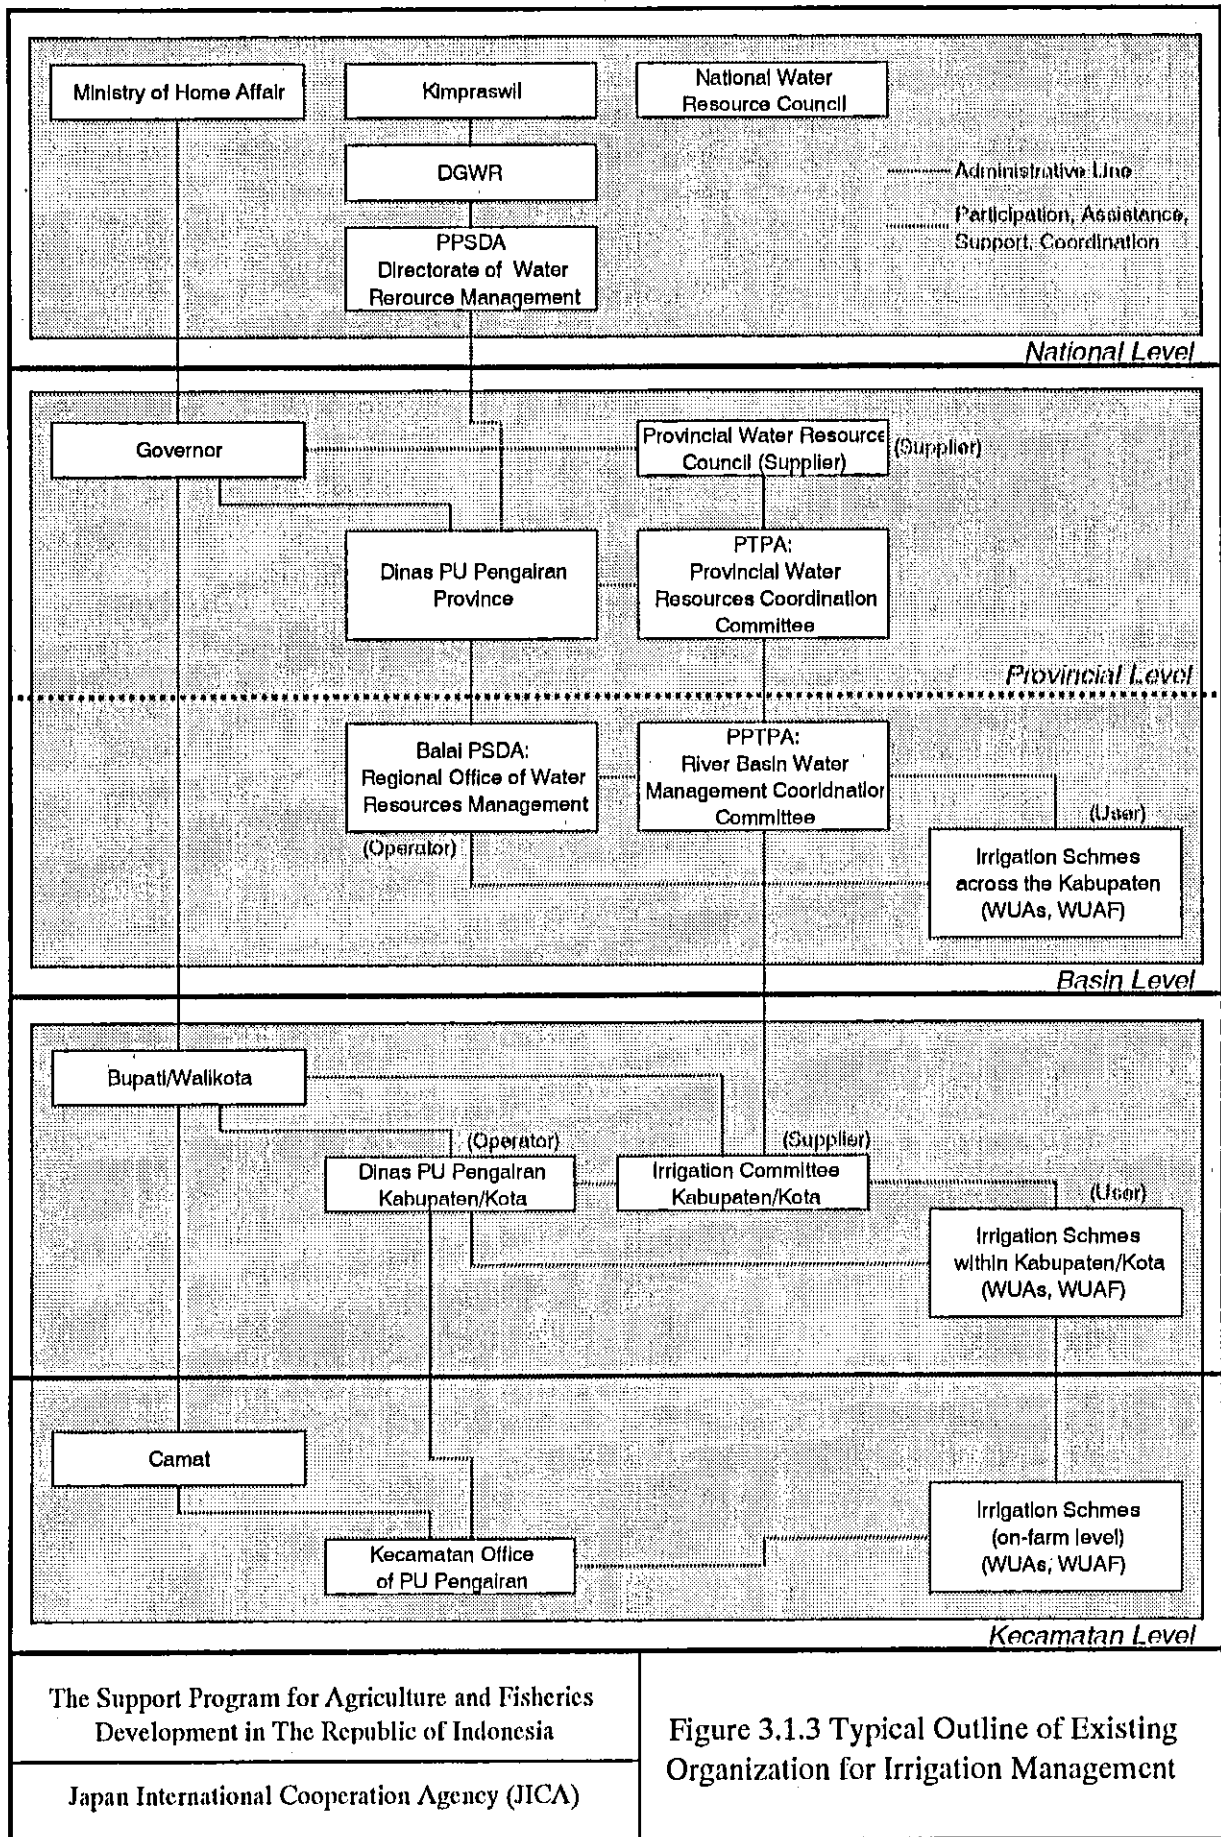 Ministry of Home Affair
Kimpraswil
National Water
Resource Council
DGWR
Administrative Line
PPSDA
Directorate of Water
Rerource Management
Participation, Assistance,
Support, Coordination
National Level
Governor
Provincial Water Resource
Council (Supplier)
(Supplier)
Dinas PU Pengairan
Province
PTPA:
Provincial Water
Resources Coordination
Committee
Provincial Level
Balai PSDA:
Regional Office of Water
Resources Management
(Operator)
PPTPA:
River Basin Water
Management Cooridnation
Committee
(User)
Irrigation Schmes
across the Kabupaten
(WUAs, WUAF)
Basin Level
Bupati/Walikota
(Operator)
Dinas PU Pengairan
Kabupaten/Kota
(Supplier)
Irrigation Committee
Kabupaten/Kota
(User)
Irrigation Schmes
within Kabupaten/Kota
(WUAs, WUAF)
Camat
Kecamatan Office
of PU Pengairan
Irrigation Schmes
(on-farm level)
(WUAs, WUAF)
Kecamatan Level
The Support Program for Agriculture and Fisheries
Development in The Republic of Indonesia
Japan International Cooperation Agency (JICA)
Figure 3.1.3 Typical Outline of Existing
Organization for Irrigation Management